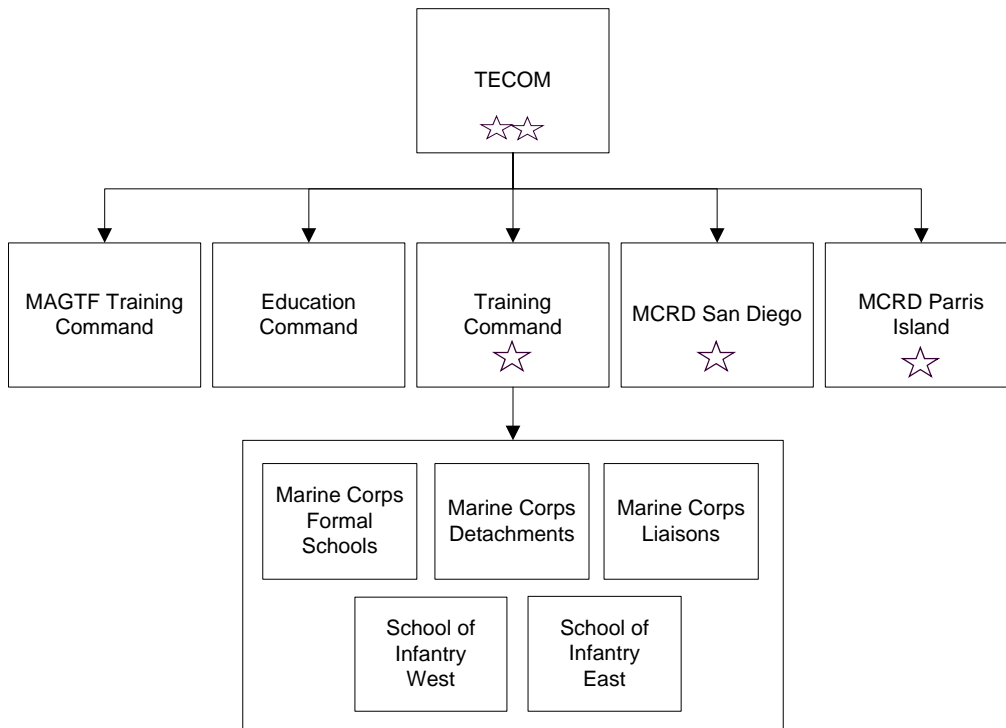 TECOM
MAGTF Training
Command
Education
Command
Training
Command
MCRD San Diego
MCRD Parris
Island
Marine Corps
Formal
Schools
Marine Corps
Detachments
Marine Corps
Liaisons
School of
Infantry
West
School of
Infantry
East